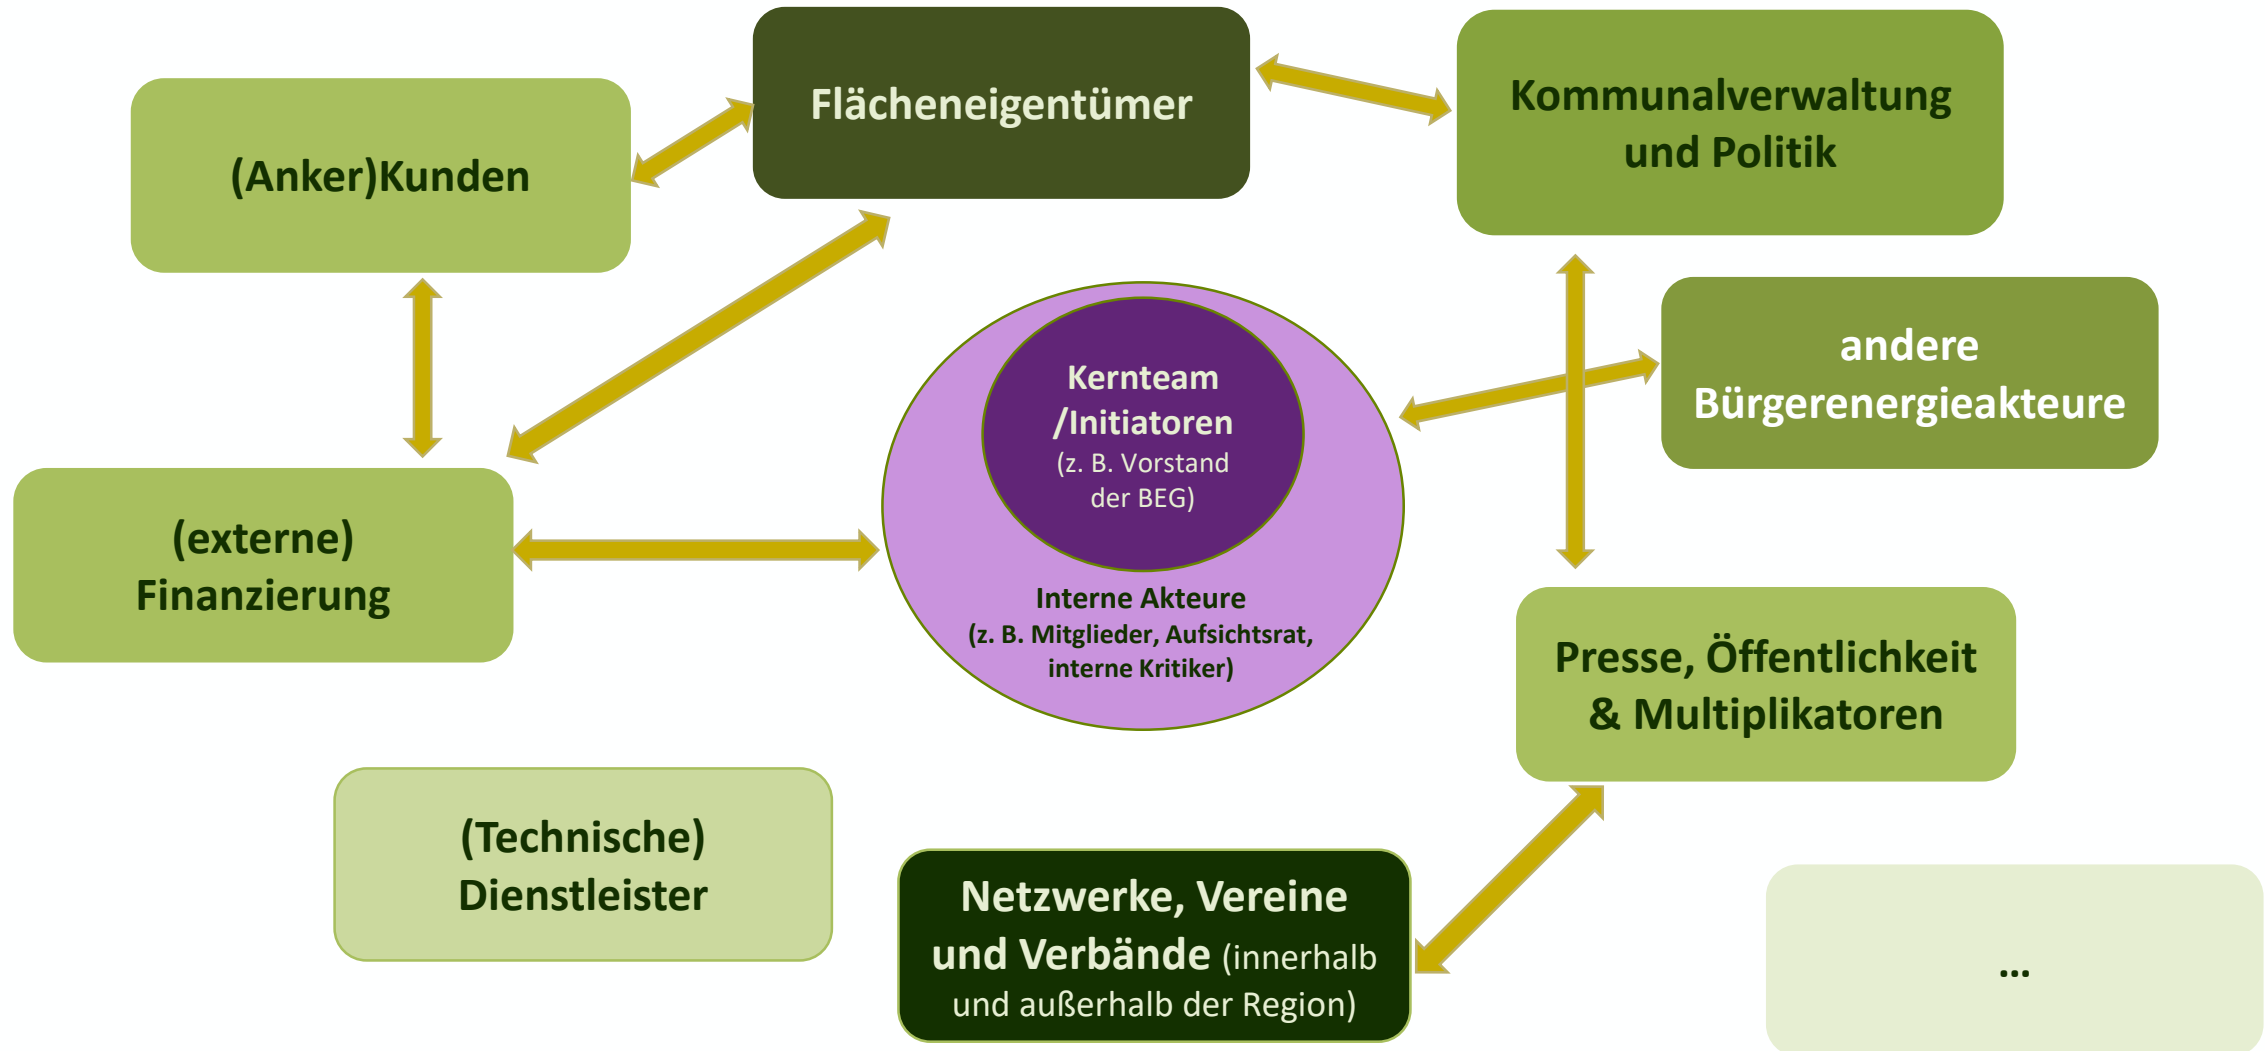 Flächeneigentümer
Kommunalverwaltung
und Politik
(Anker)Kunden
andere
Bürgerenergieakteure
Kernteam
/Initiatoren
(z. B. Vorstand
der BEG)
(externe)
Finanzierung
Interne Akteure
(z. B. Mitglieder, Aufsichtsrat,
interne Kritiker)
Presse, Öffentlichkeit
& Multiplikatoren
(Technische)
Dienstleister
Netzwerke, Vereine
und Verbände (innerhalb
und außerhalb der Region)
...